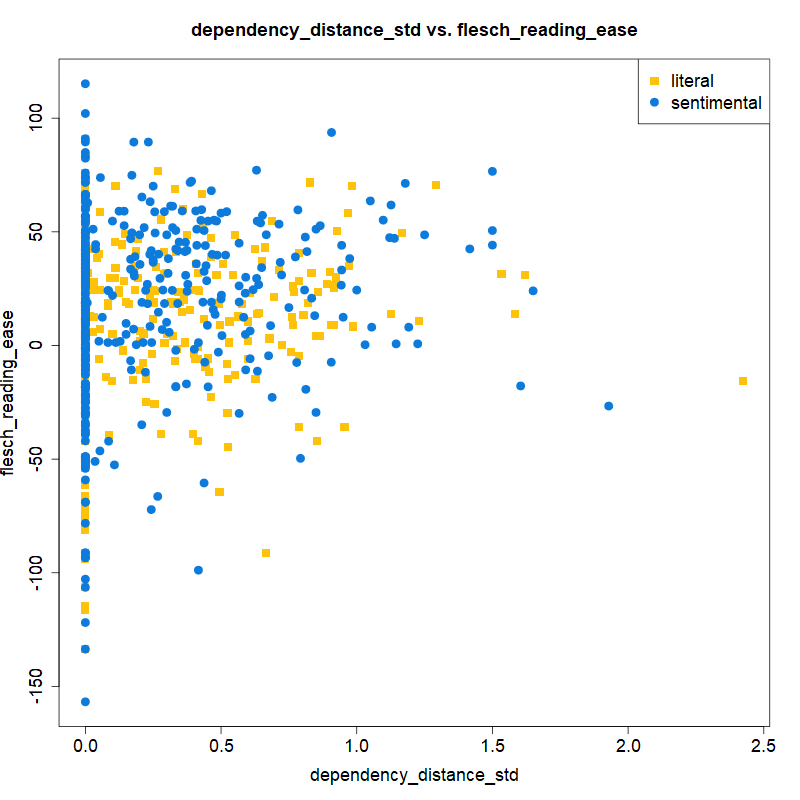 dependency_distance_std vs. flesch_reading_ease
literal
sentimental
flesch_reading_ease
100
50
0
-50
-100
-150
0.0 0.5 1.0 1.5 2.0 2.5
dependency_distance_std